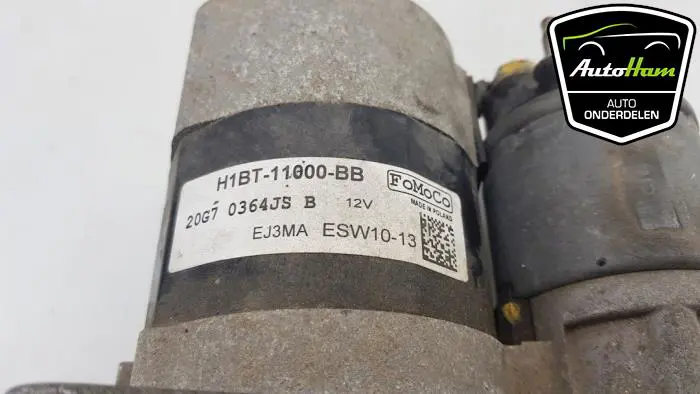 H1BT-11000-BB
FoMoCo
20G7 0364JS B 12V
MADE IN POLAND
EJ3MA ESW10-13
AutoHam
AUTO
ONDERDELEN